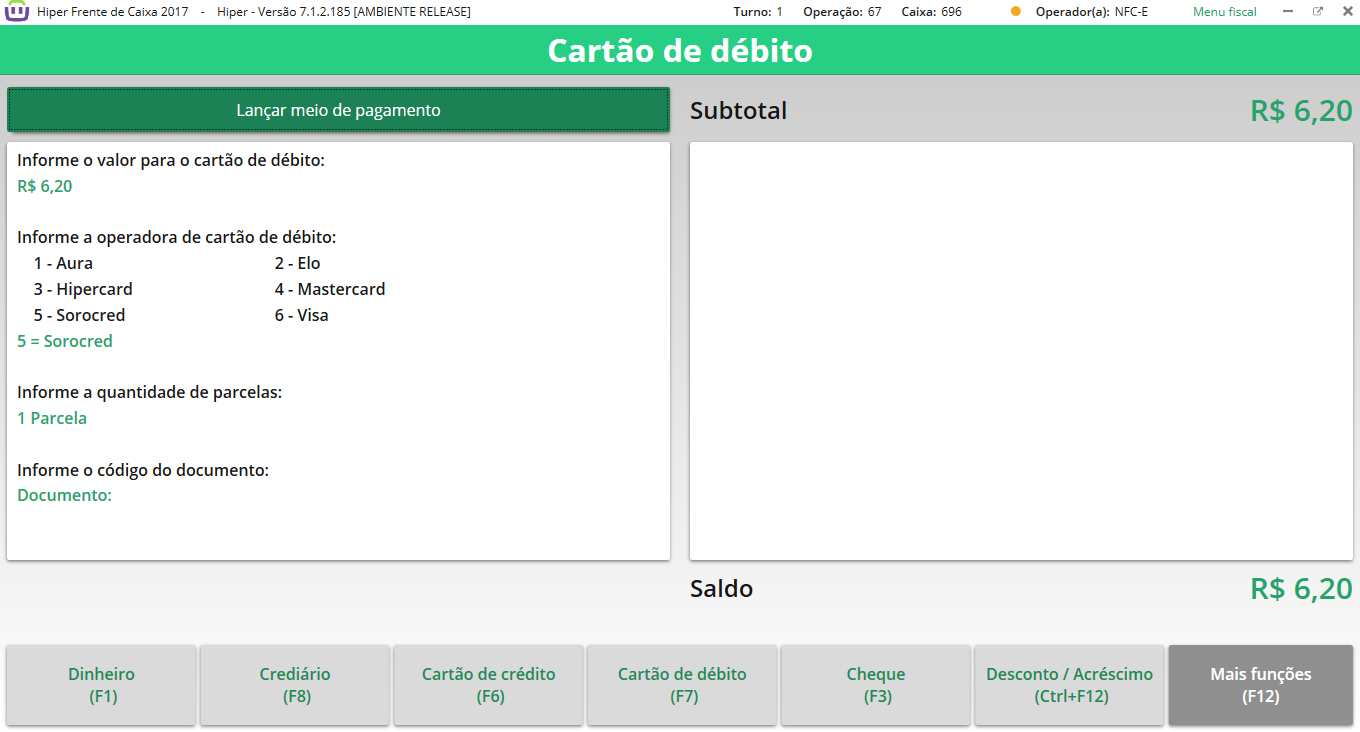 Hiper Frente de Caixa 2017 - Hiper - Versão 7.1.2.185 [AMBIENTE RELEASE] Turno: 1 Operação: 67 Caixa: 696 Operador(a): NFC-E Menu fiscal
Cartão de débito
Lançar meio de pagamento
Subtotal R$ 6,20
Informe o valor para o cartão de débito:
R$ 6,20
Informe a operadora de cartão de débito:
1 - Aura 2 - Elo
3 - Hipercard 4 - Mastercard
5 - Sorocred 6 - Visa
5 = Sorocred
Informe a quantidade de parcelas:
1 Parcela
Informe o código do documento:
Documento:
Saldo R$ 6,20
Dinheiro
(F1)
Crediário
(F8)
Cartão de crédito
(F6)
Cartão de débito
(F7)
Cheque
(F3)
Desconto / Acréscimo
(Ctrl+F12)
Mais funções
(F12)